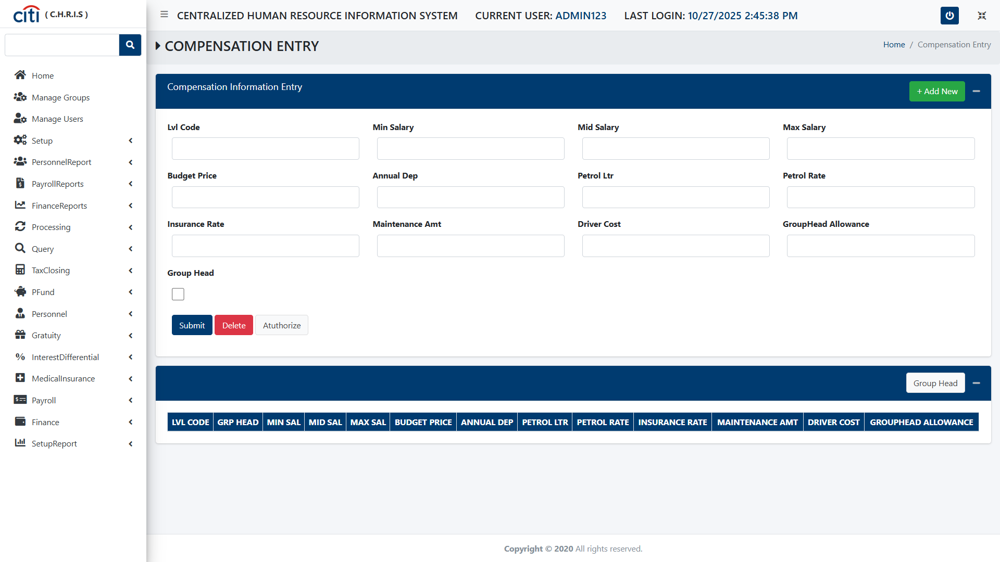 citi ( C.H.R.I.S )
CENTRALIZED HUMAN RESOURCE INFORMATION SYSTEM CURRENT USER: ADMIN123 LAST LOGIN: 10/27/2025 2:45:38 PM
COMPENSATION ENTRY
Home / Compensation Entry
Home
Manage Groups
Manage Users
Setup
PersonnelReport
PayrollReports
FinanceReports
Processing
Query
TaxClosing
PFund
Personnel
Gratuity
InterestDifferential
MedicalInsurance
Payroll
Finance
SetupReport
Compensation Information Entry
+ Add New
Lvl Code Min Salary Mid Salary Max Salary
Budget Price Annual Dep Petrol Ltr Petrol Rate
Insurance Rate Maintenance Amt Driver Cost GroupHead Allowance
Group Head
Submit Delete Atuthorize
Group Head
LVL CODE GRP HEAD MIN SAL MID SAL MAX SAL BUDGET PRICE ANNUAL DEP PETROL LTR PETROL RATE INSURANCE RATE MAINTENANCE AMT DRIVER COST GROUPHEAD ALLOWANCE
Copyright © 2020 All rights reserved.